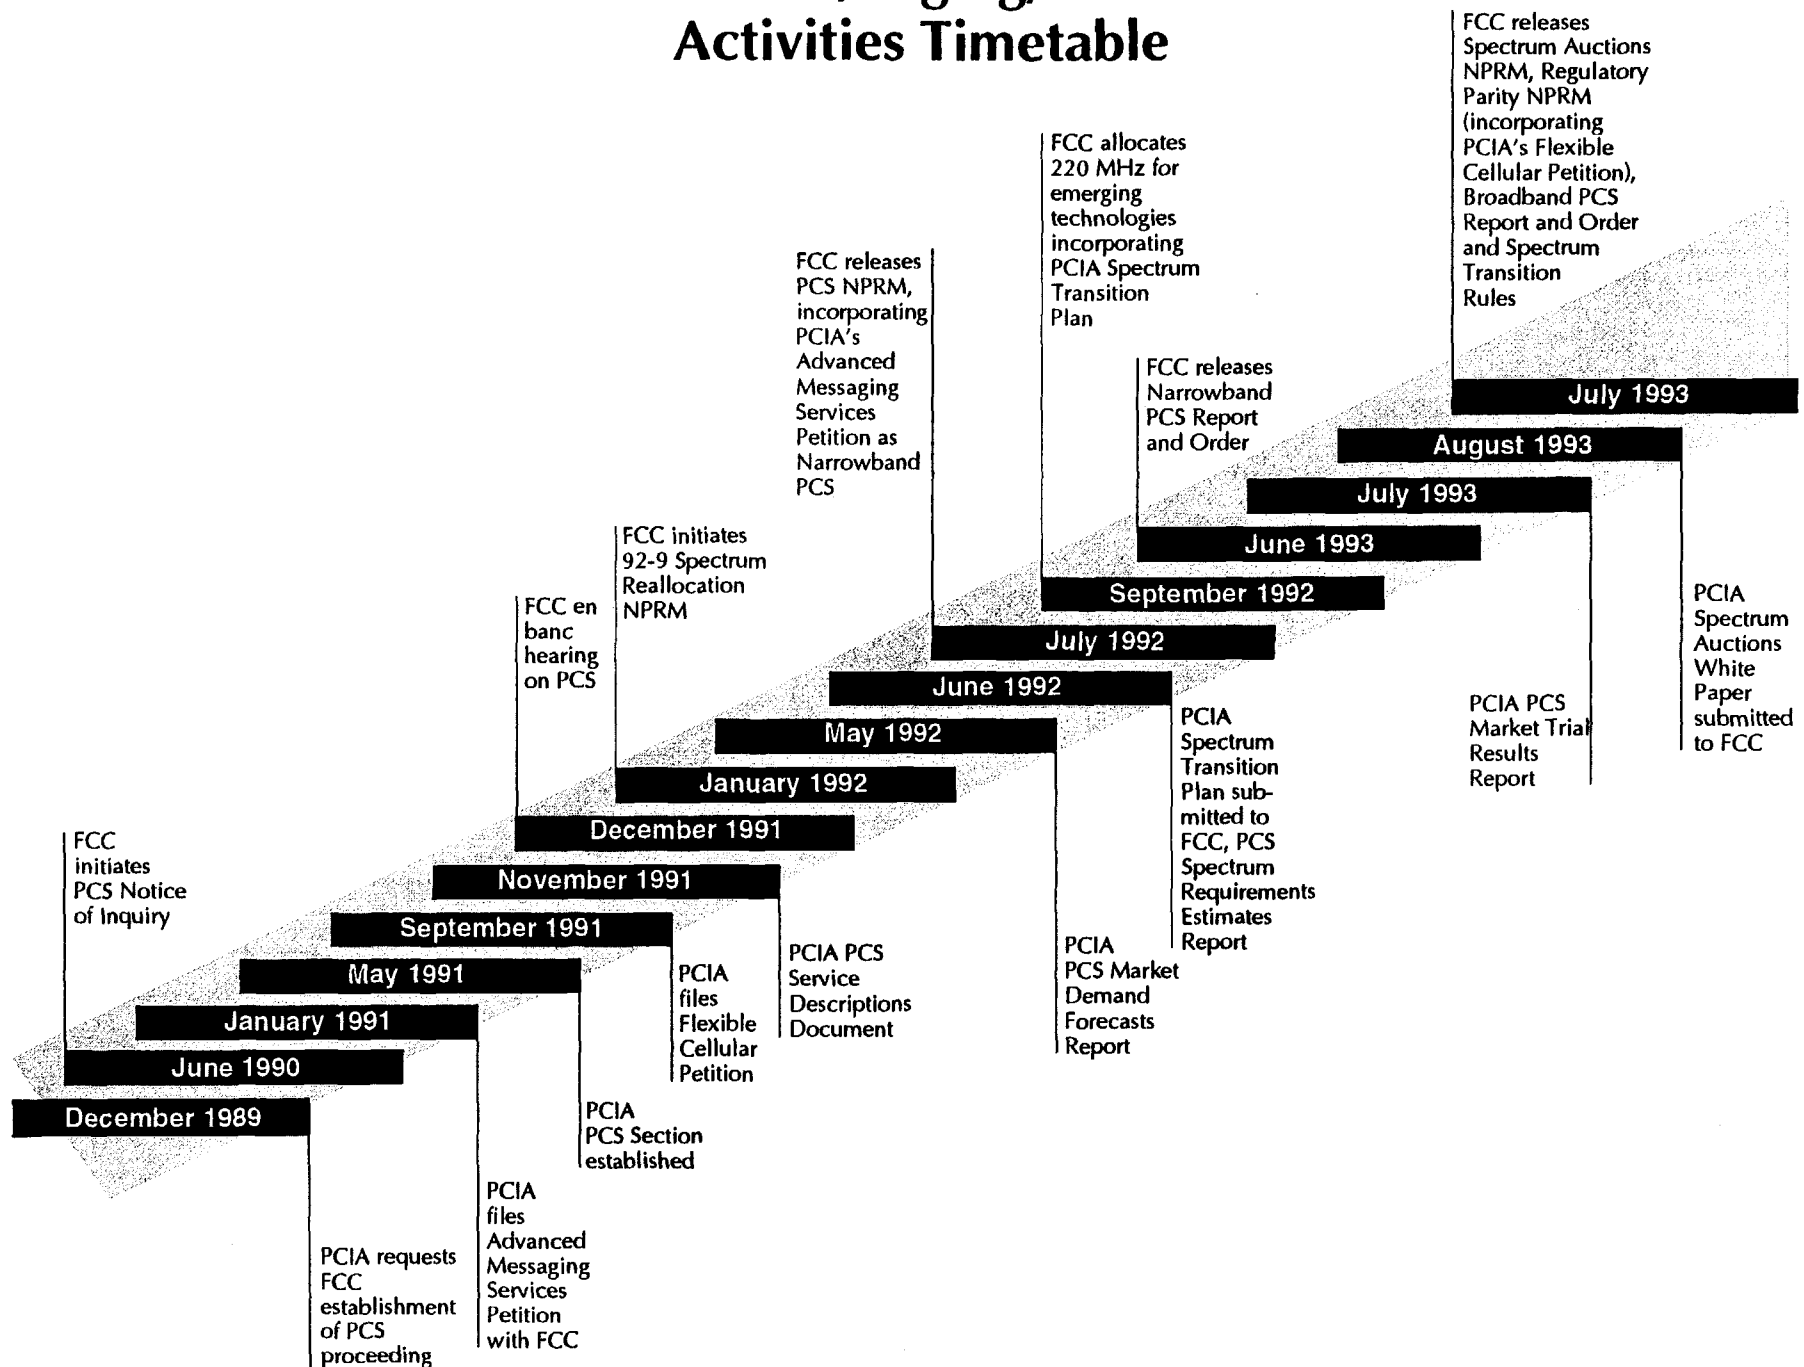 Activities Timetable
FCC releases
Spectrum Auctions
NPRM, Regulatory
Parity NPRM
(incorporating
PCIA's Flexible
Cellular Petition),
Broadband PCS
Report and Order
and Spectrum
Transition
Rules
FCC allocates
220 MHz for
emerging
technologies
incorporating
PCIA Spectrum
Transition
Plan
FCC releases
PCS NPRM,
incorporating
PCIA's
Advanced
Messaging
Services
Petition as
Narrowband
PCS
FCC releases
Narrowband
PCS Report
and Order
July 1993
August 1993
July 1993
June 1993
September 1992
July 1992
June 1992
May 1992
January 1992
December 1991
November 1991
September 1991
May 1991
January 1991
June 1990
December 1989
FCC initiates
92-9 Spectrum
Reallocation
NPRM
FCC en
banc
hearing
on PCS
FCC
initiates
PCS Notice
of Inquiry
PCIA
Spectrum
Auctions
White
Paper
submitted
to FCC
PCIA PCS
Market Trial
Results
Report
PCIA
Spectrum
Transition
Plan sub-
mitted to
FCC, PCS
Spectrum
Requirements
Estimates
Report
PCIA
PCS Market
Demand
Forecasts
Report
PCIA PCS
Service
Descriptions
Document
PCIA
files
Flexible
Cellular
Petition
PCIA
PCS Section
established
PCIA
files
Advanced
Messaging
Services
Petition
with FCC
PCIA requests
FCC
establishment
of PCS
proceeding